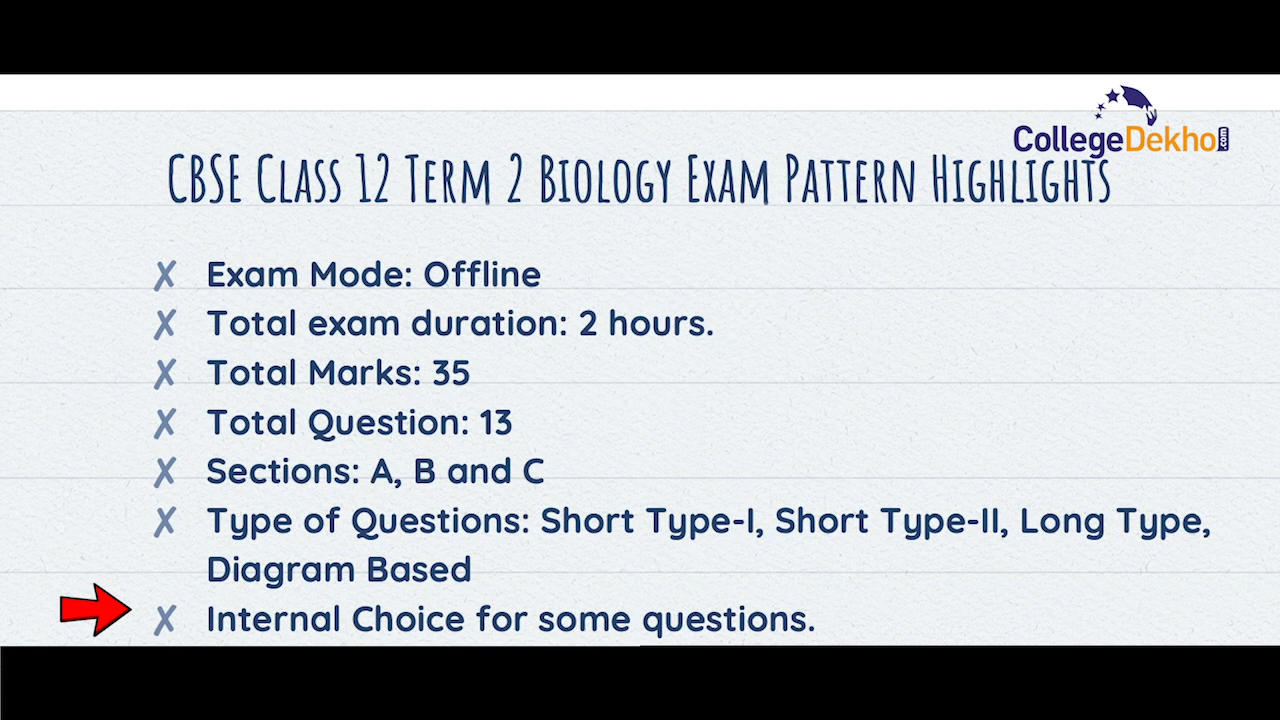 CollegeDekho.com
CBSE Class 12 Term 2 Biology Exam Pattern Highlights
✗ Exam Mode: Offline
✗ Total exam duration: 2 hours.
✗ Total Marks: 35
✗ Total Question: 13
✗ Sections: A, B and C
✗ Type of Questions: Short Type-I, Short Type-II, Long Type,
Diagram Based
✗ Internal Choice for some questions.